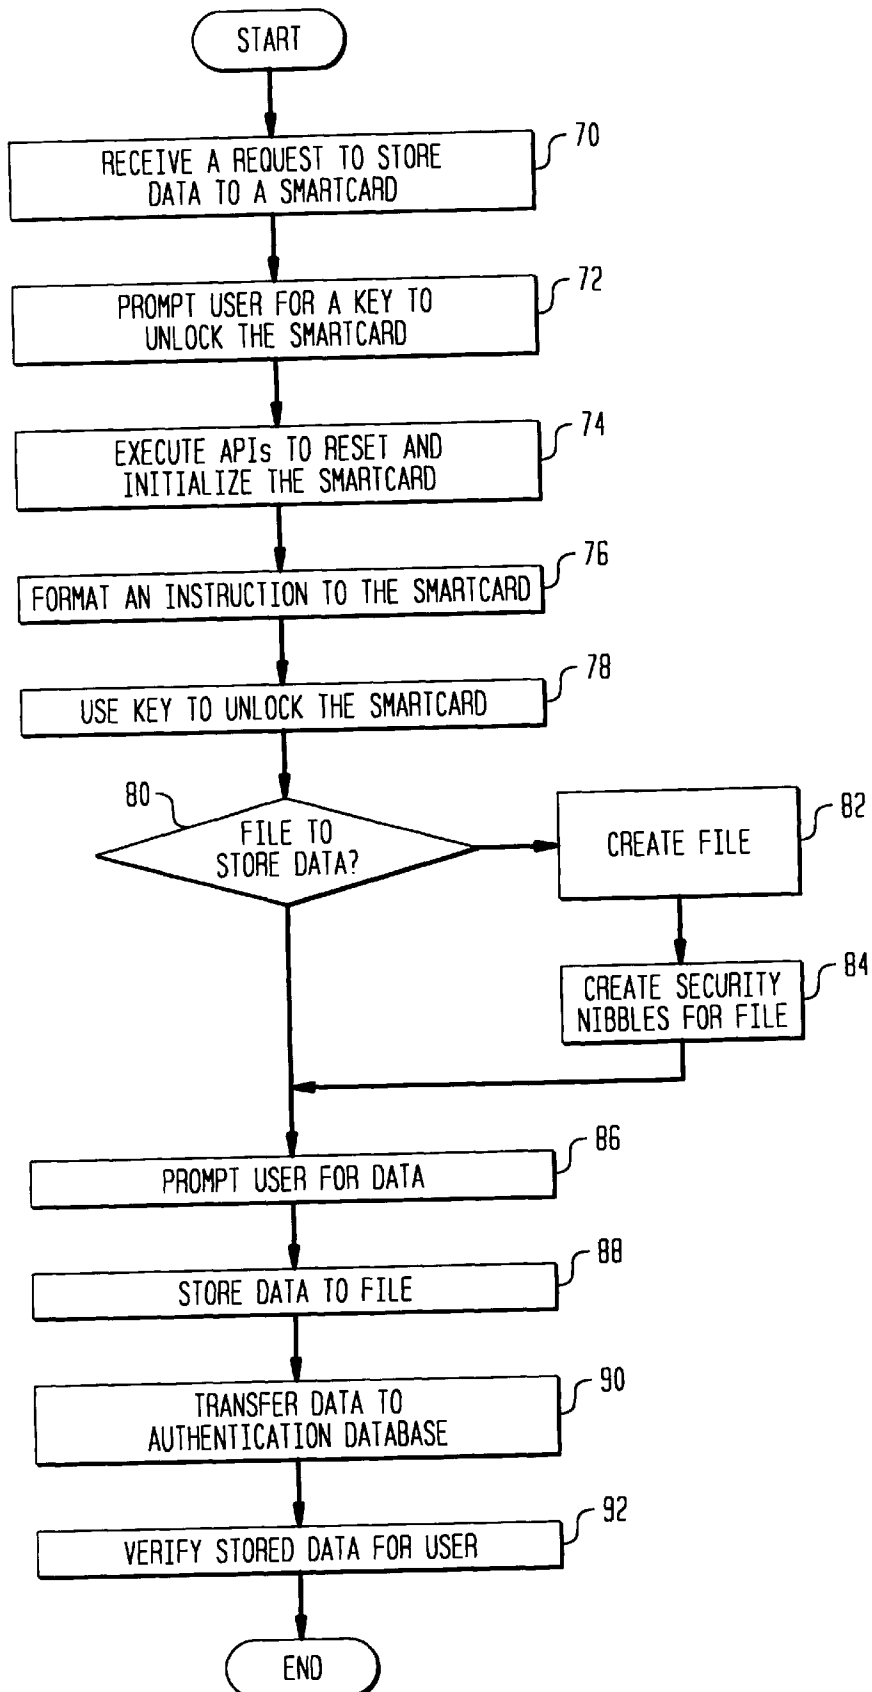 START
RECEIVE A REQUEST TO STORE
DATA TO A SMARTCARD
70
PROMPT USER FOR A KEY TO
UNLOCK THE SMARTCARD
72
EXECUTE APIs TO RESET AND
INITIALIZE THE SMARTCARD
74
FORMAT AN INSTRUCTION TO THE SMARTCARD
76
USE KEY TO UNLOCK THE SMARTCARD
78
80
FILE TO
STORE DATA?
CREATE FILE
82
CREATE SECURITY
NIBBLES FOR FILE
84
PROMPT USER FOR DATA
86
STORE DATA TO FILE
88
TRANSFER DATA TO
AUTHENTICATION DATABASE
90
VERIFY STORED DATA FOR USER
92
END